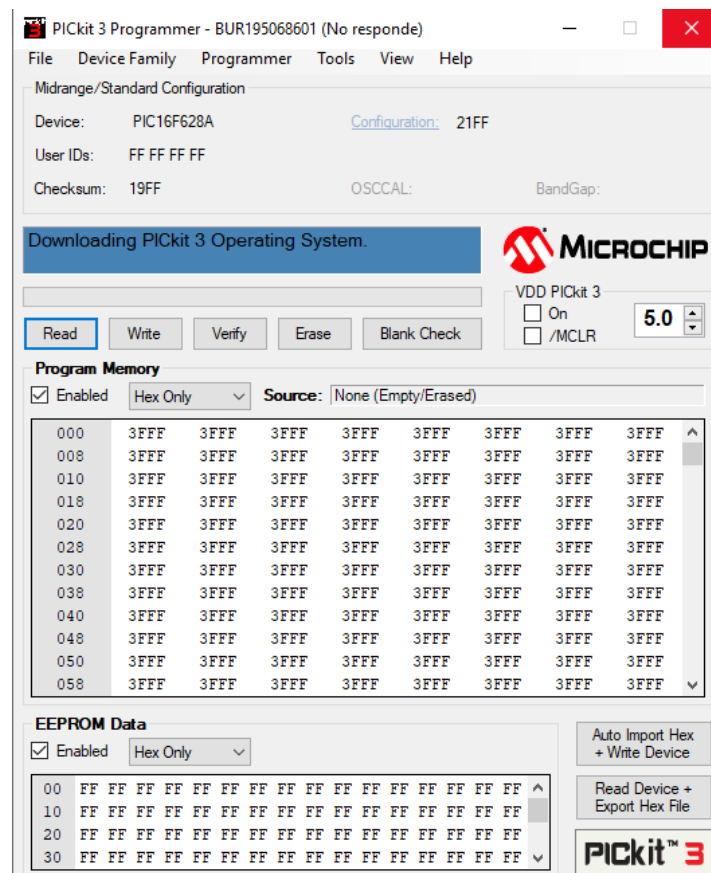 PICkit 3 Programmer - BUR195068601 (No responde)
File Device Family Programmer Tools View Help
Midrange/Standard Configuration
Device: PIC16F628A Configuration: 21FF
User IDs: FF FF FF FF
Checksum: 19FF OSCCAL: BandGap:
Downloading PICkit 3 Operating System.
MICROCHIP
VDD PICkit 3
On
/MCLR
5.0
Read Write Verify Erase Blank Check
Program Memory
Enabled Hex Only Source: None (Empty/Erased)
000 3FFF 3FFF 3FFF 3FFF 3FFF 3FFF 3FFF 3FFF
008 3FFF 3FFF 3FFF 3FFF 3FFF 3FFF 3FFF 3FFF
010 3FFF 3FFF 3FFF 3FFF 3FFF 3FFF 3FFF 3FFF
018 3FFF 3FFF 3FFF 3FFF 3FFF 3FFF 3FFF 3FFF
020 3FFF 3FFF 3FFF 3FFF 3FFF 3FFF 3FFF 3FFF
028 3FFF 3FFF 3FFF 3FFF 3FFF 3FFF 3FFF 3FFF
030 3FFF 3FFF 3FFF 3FFF 3FFF 3FFF 3FFF 3FFF
038 3FFF 3FFF 3FFF 3FFF 3FFF 3FFF 3FFF 3FFF
040 3FFF 3FFF 3FFF 3FFF 3FFF 3FFF 3FFF 3FFF
048 3FFF 3FFF 3FFF 3FFF 3FFF 3FFF 3FFF 3FFF
050 3FFF 3FFF 3FFF 3FFF 3FFF 3FFF 3FFF 3FFF
058 3FFF 3FFF 3FFF 3FFF 3FFF 3FFF 3FFF 3FFF
EEPROM Data
Enabled Hex Only
00 FF FF FF FF FF FF FF FF FF FF FF FF FF FF FF FF
10 FF FF FF FF FF FF FF FF FF FF FF FF FF FF FF FF
20 FF FF FF FF FF FF FF FF FF FF FF FF FF FF FF FF
30 FF FF FF FF FF FF FF FF FF FF FF FF FF FF FF FF
Auto Import Hex
+ Write Device
Read Device +
Export Hex File
PICkit™ 3